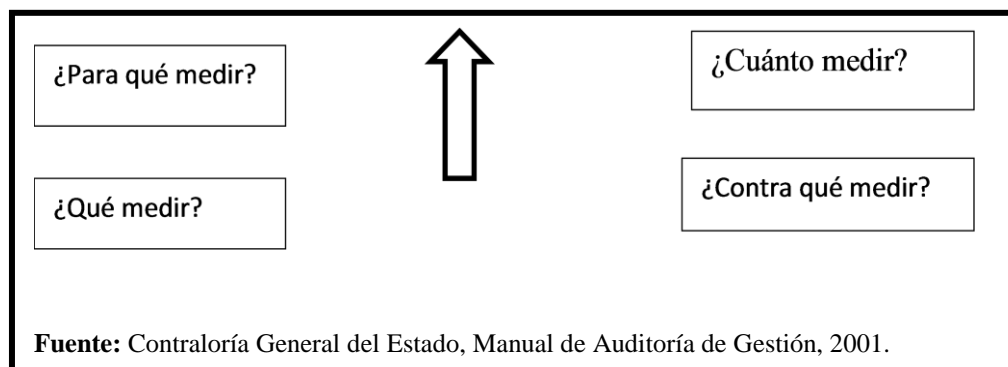 ¿Para qué medir?
¿Cuánto medir?
¿Qué medir?
¿Contra qué medir?
Fuente: Contraloría General del Estado, Manual de Auditoría de Gestión, 2001.